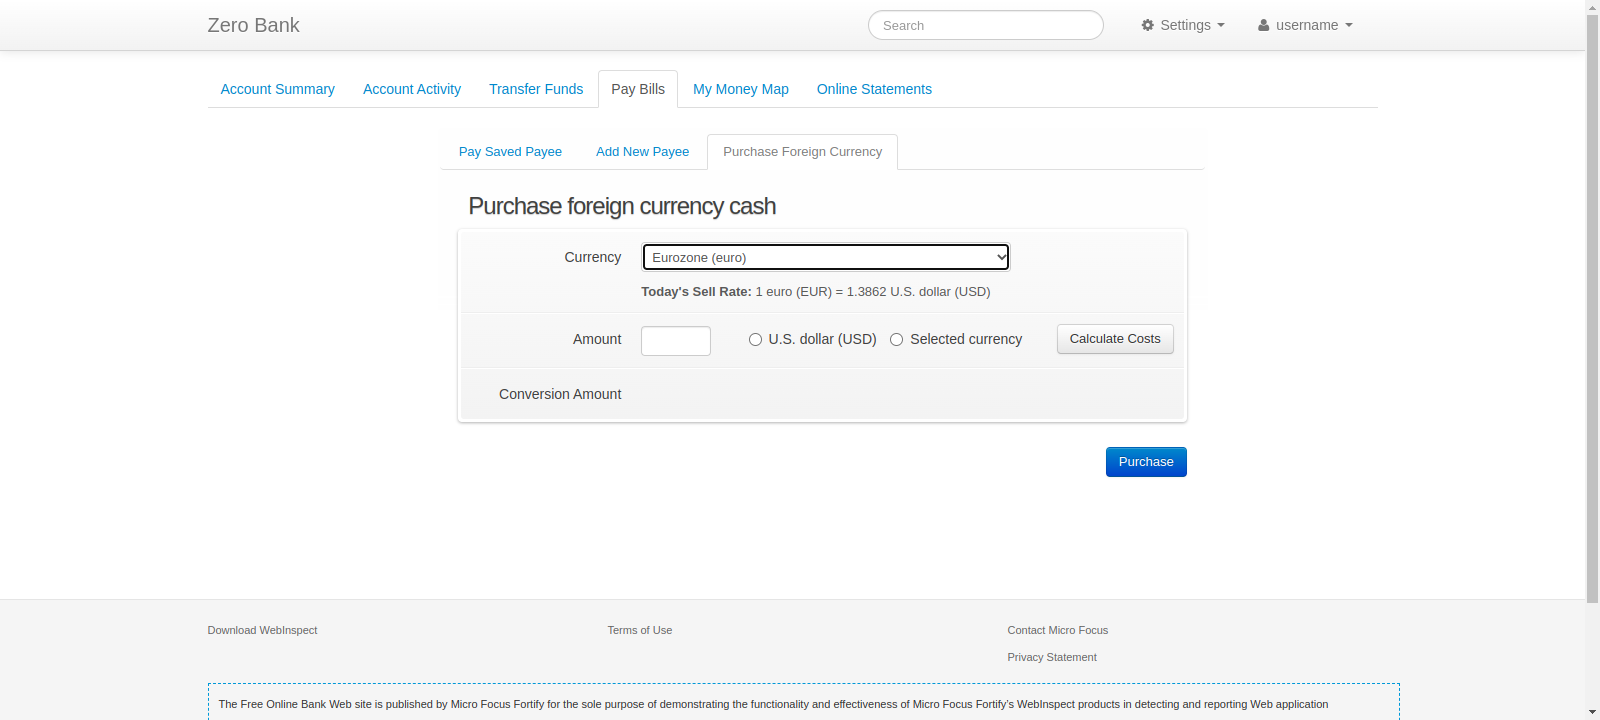 Zero Bank
Search
Settings
username
Account Summary
Account Activity
Transfer Funds
Pay Bills
My Money Map
Online Statements
Pay Saved Payee
Add New Payee
Purchase Foreign Currency
Purchase foreign currency cash
Currency
Eurozone (euro)
Today's Sell Rate: 1 euro (EUR) = 1.3862 U.S. dollar (USD)
Amount
U.S. dollar (USD)
Selected currency
Calculate Costs
Conversion Amount
Purchase
Download WebInspect
Terms of Use
Contact Micro Focus
Privacy Statement
The Free Online Bank Web site is published by Micro Focus Fortify for the sole purpose of demonstrating the functionality and effectiveness of Micro Focus Fortify's WebInspect products in detecting and reporting Web application